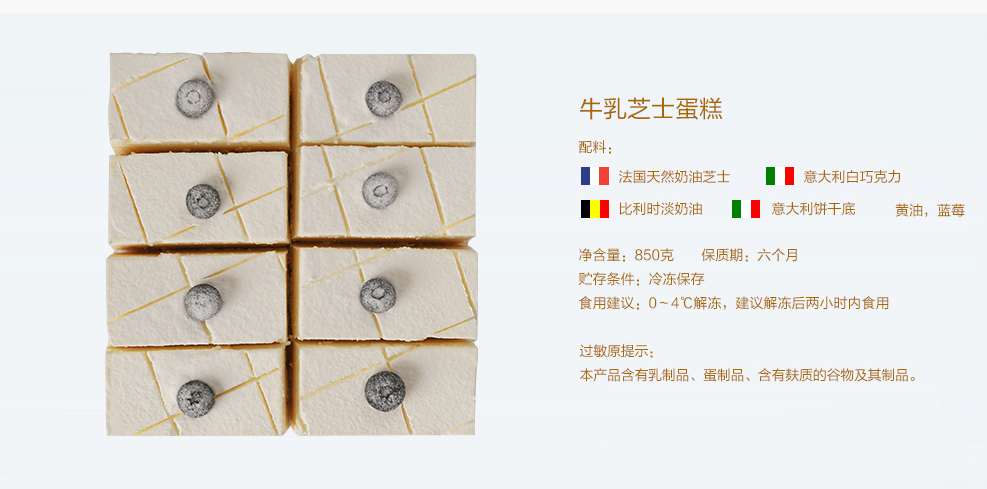 牛乳芝士蛋糕
配料：
法国天然奶油芝士 意大利白巧克力
比利时淡奶油 意大利饼干底 黄油，蓝莓
净含量：850克 保质期：六个月
贮存条件：冷冻保存
食用建议：0～4℃解冻，建议解冻后两小时内食用
过敏原提示：
本产品含有乳制品、蛋制品、含有麸质的谷物及其制品。